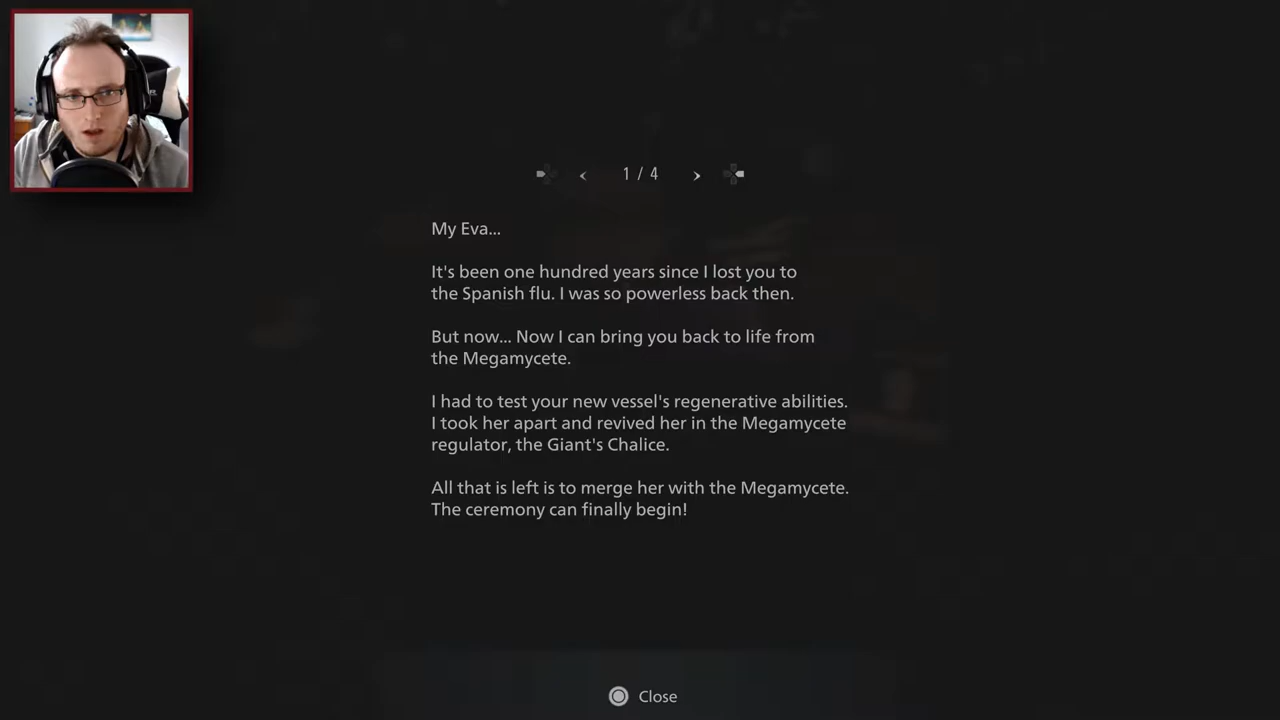 1 / 4
My Eva...
It's been one hundred years since I lost you to
the Spanish flu. I was so powerless back then.
But now... Now I can bring you back to life from
the Megamycete.
I had to test your new vessel's regenerative abilities.
I took her apart and revived her in the Megamycete
regulator, the Giant's Chalice.
All that is left is to merge her with the Megamycete.
The ceremony can finally begin!
Close